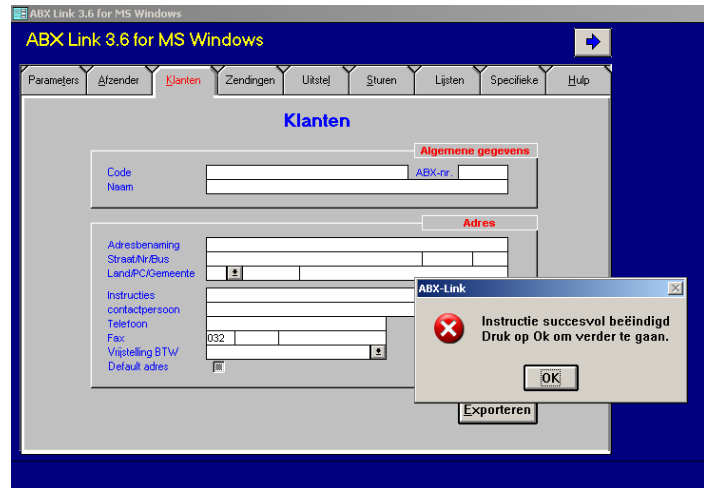 ABX Link 3.6 for MS Windows
ABX Link 3.6 for MS Windows
Parameters Afzender Klanten Zendingen Uitstel Sturen Lijsten Specifieke Hulp
Klanten
Algemene gegevens
Code ABX-nr.
Naam
Adres
Adresbenaming
Straat/Nr/Bus
Land/PC/Gemeente
Instructies
contactpersoon
Telefoon
Fax 032
Vrijstelling BTW
Default adres
ABX-Link
Instructie succesvol beëindigd
Druk op Ok om verder te gaan.
OK
Exporteren